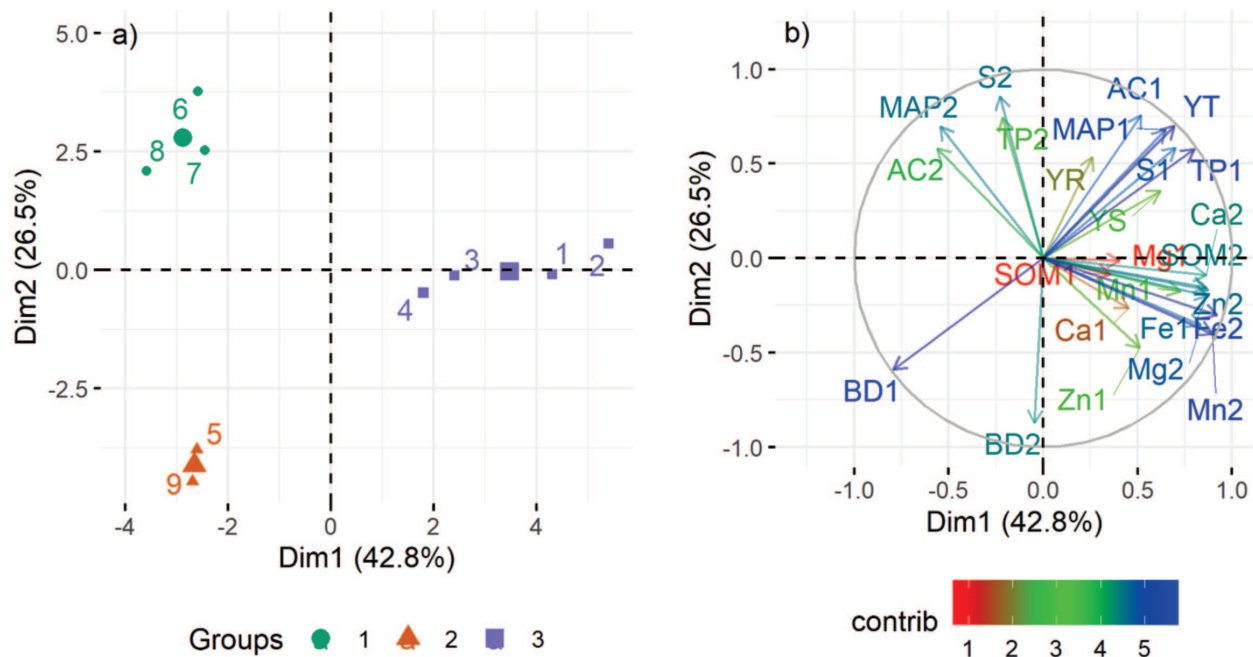 a)
5.0
2.5
0.0
-2.5
Dim2 (26.5%)
6
8
7
3
1
2
4
5
9
-4
-2
0
2
4
Dim1 (42.8%)
Groups 1 2 3
b)
1.0
0.5
0.0
-0.5
-1.0
Dim2 (26.5%)
S2
AC1
MAP2
YT
MAP1
TP2
S1
TP1
AC2
YR
YS
Ca2
Mg1
SOM2
SOM1
Mn1
Zn2
Ca1
Fe1
Fe2
Mg2
BD1
Zn1
Mn2
BD2
-1.0
-0.5
0.0
0.5
1.0
Dim1 (42.8%)
contrib
1 2 3 4 5